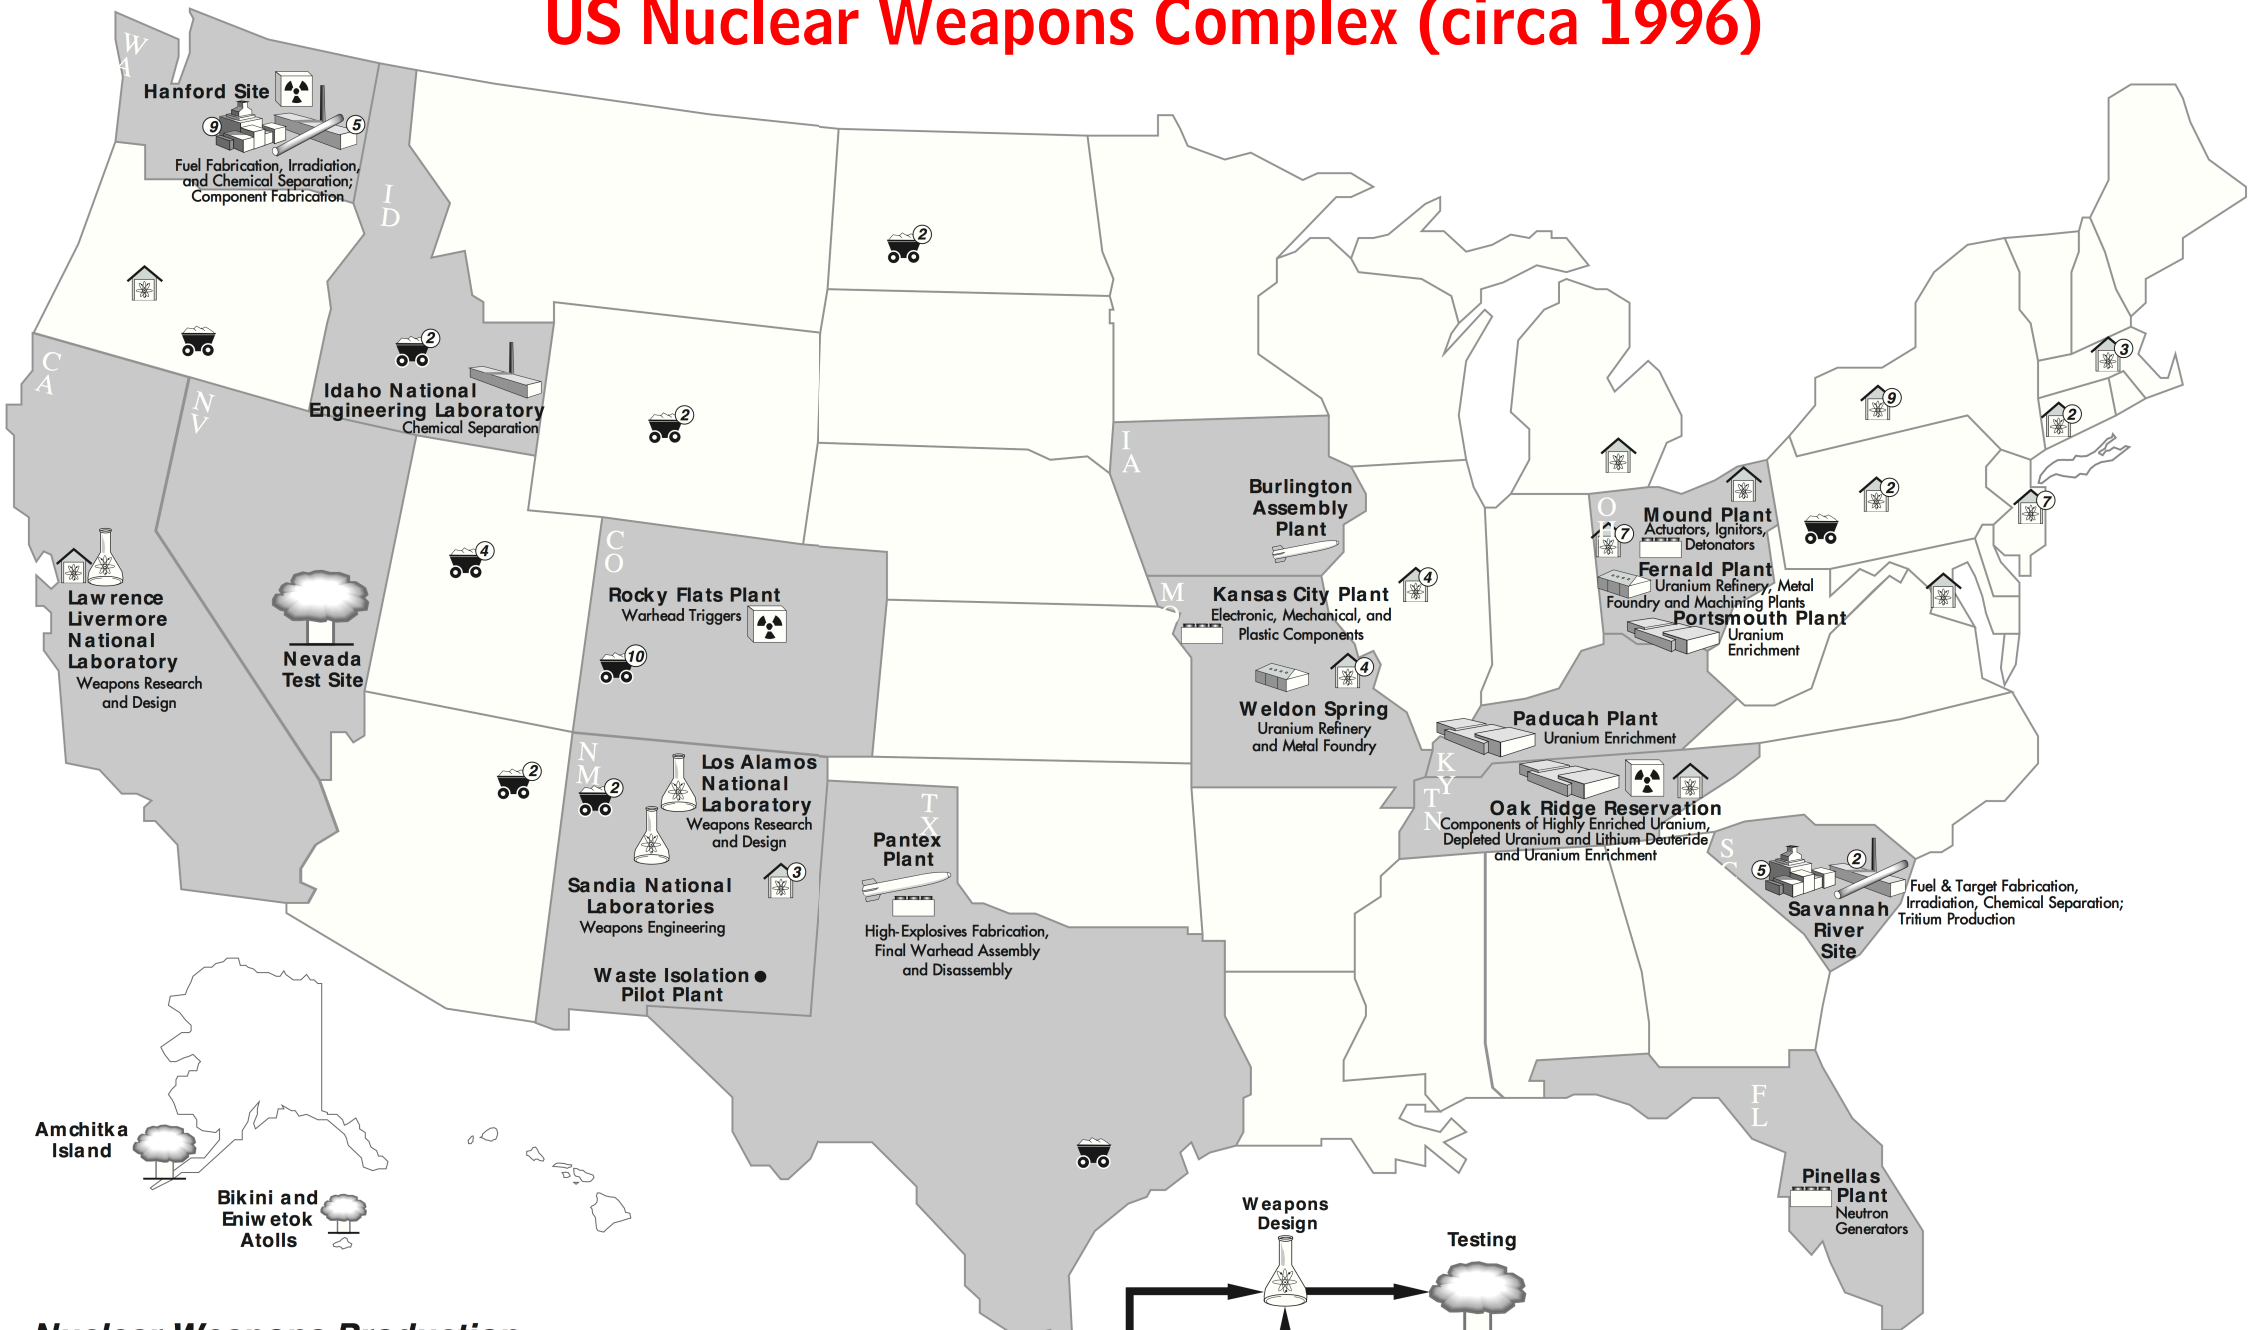 US Nuclear Weapons Complex (circa 1996)
W
A
Hanford Site
9
5
Fuel Fabrication, Irradiation,
and Chemical Separation;
Component Fabrication
I
D
2
2
Idaho National
Engineering Laboratory
Chemical Separation
C
A
N
V
2
Lawrence
Livermore
National
Laboratory
Weapons Research
and Design
Nevada
Test Site
4
C
O
Rocky Flats Plant
Warhead Triggers
10
I
A
Burlington
Assembly
Plant
M
O
Kansas City Plant
Electronic, Mechanical, and
Plastic Components
4
4
Weldon Spring
Uranium Refinery
and Metal Foundry
3
9
2
2
7
O
H
7
Mound Plant
Actuators, Ignitors,
Detonators
Fernald Plant
Uranium Refinery, Metal
Foundry and Machining Plants
Portsmouth Plant
Uranium
Enrichment
Paducah Plant
Uranium Enrichment
K
Y
T
N
Oak Ridge Reservation
Components of Highly Enriched Uranium,
Depleted Uranium and Lithium Deuteride
and Uranium Enrichment
2
N
M
2
Los Alamos
National
Laboratory
Weapons Research
and Design
Sandia National
Laboratories
Weapons Engineering
3
Waste Isolation
Pilot Plant
T
X
Pantex
Plant
High-Explosives Fabrication,
Final Warhead Assembly
and Disassembly
S
C
5
2
Savannah
River
Site
Fuel & Target Fabrication,
Irradiation, Chemical Separation;
Tritium Production
F
L
Pinellas
Plant
Neutron
Generators
Amchitka
Island
Bikini and
Eniwetok
Atolls
Weapons
Design
Testing
Nuclear Weapons Production